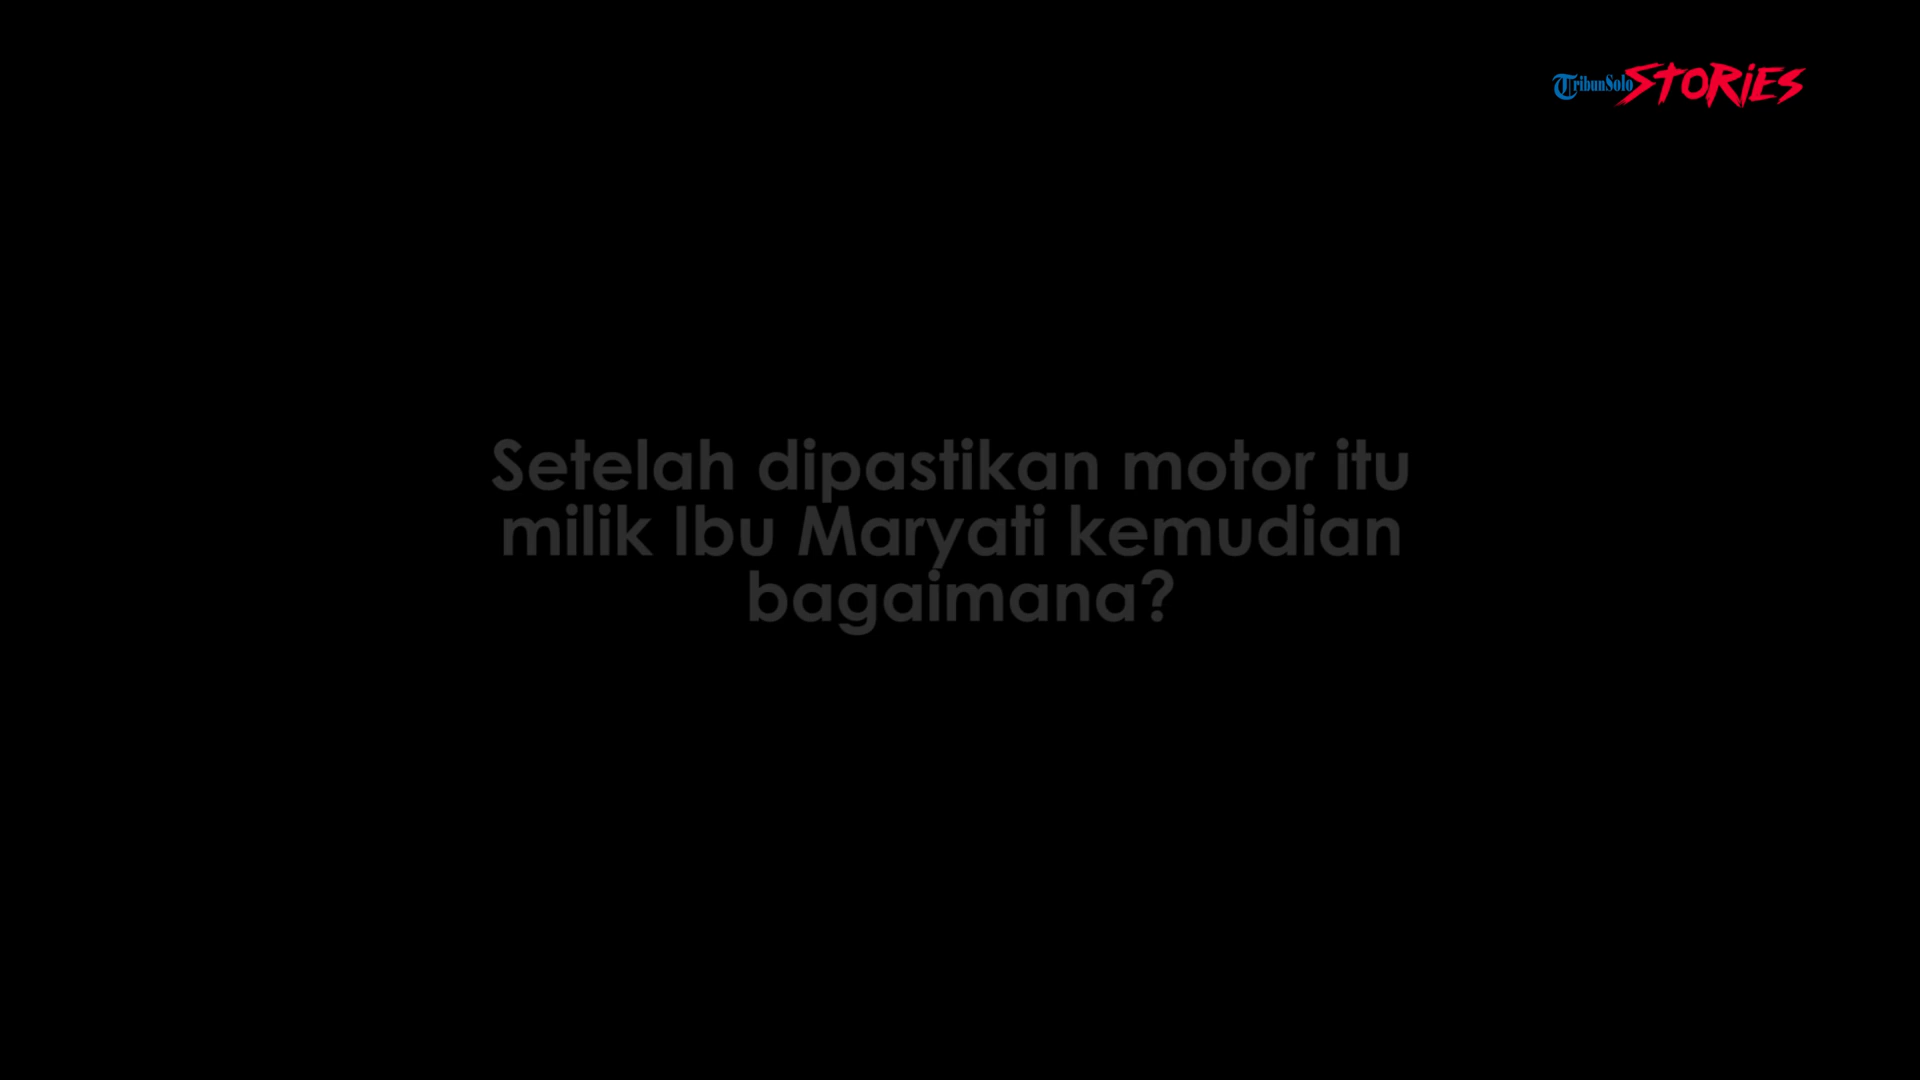 TribunSolo STORIES
Setelah dipastikan motor itu
milik Ibu Maryati kemudian
bagaimana?